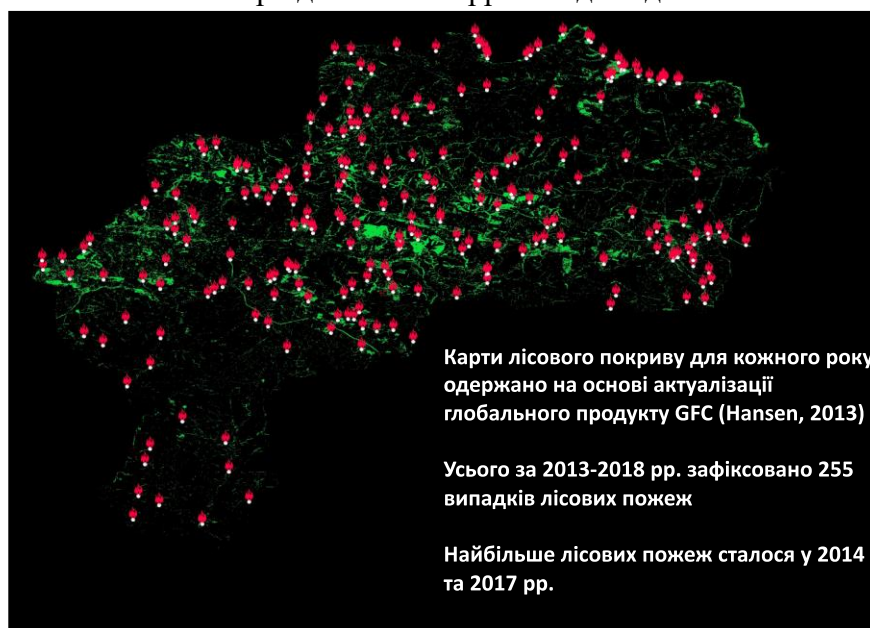 Карти лісового покриву для кожного року
одержано на основі актуалізації
глобального продукту GFC (Hansen, 2013)
Усього за 2013-2018 рр. зафіксовано 255
випадків лісових пожеж
Найбільше лісових пожеж сталося у 2014
та 2017 рр.